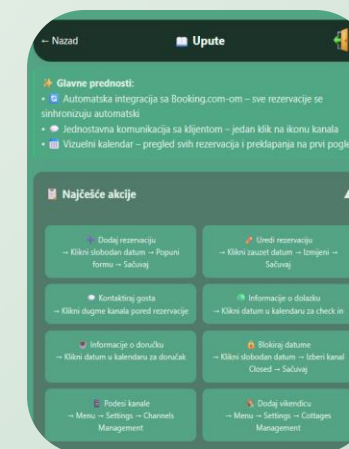 ← Nazad
📖 Upute
✨ Glavne prednosti:
• 🔄 Automatska integracija sa Booking.com-om – sve rezervacije se
sinhronizuju automatski
• 💬 Jednostavna komunikacija sa klijentom – jedan klik na ikonu kanala
• 📅 Vizuelni kalendar – pregled svih rezervacija i preklapanja na prvi
📋 Najčešće akcije
➕ Dodaj rezervaciju
→ Klikni slobodan datum → Popuni
formu → Sačuvaj
✏️ Uredi rezervaciju
→ Klikni zauzet datum → Izmijeni →
Sačuvaj
💬 Kontaktiraj gosta
→ Klikni dugme kanala pored rezervacije
Informacije o dolazku
→ Klikni datum u kalendaru za check in
Informacije o doručku
→ Klikni datum u kalendaru za doručak
🔒 Blokiraj datume
→ Klikni slobodan datum → Izberi kanal
Closed → Sačuvaj
Podesi kanale
→ Menu → Settings → Channels
Management
Dodaj vikendicu
→ Menu → Settings → Cottages
Management